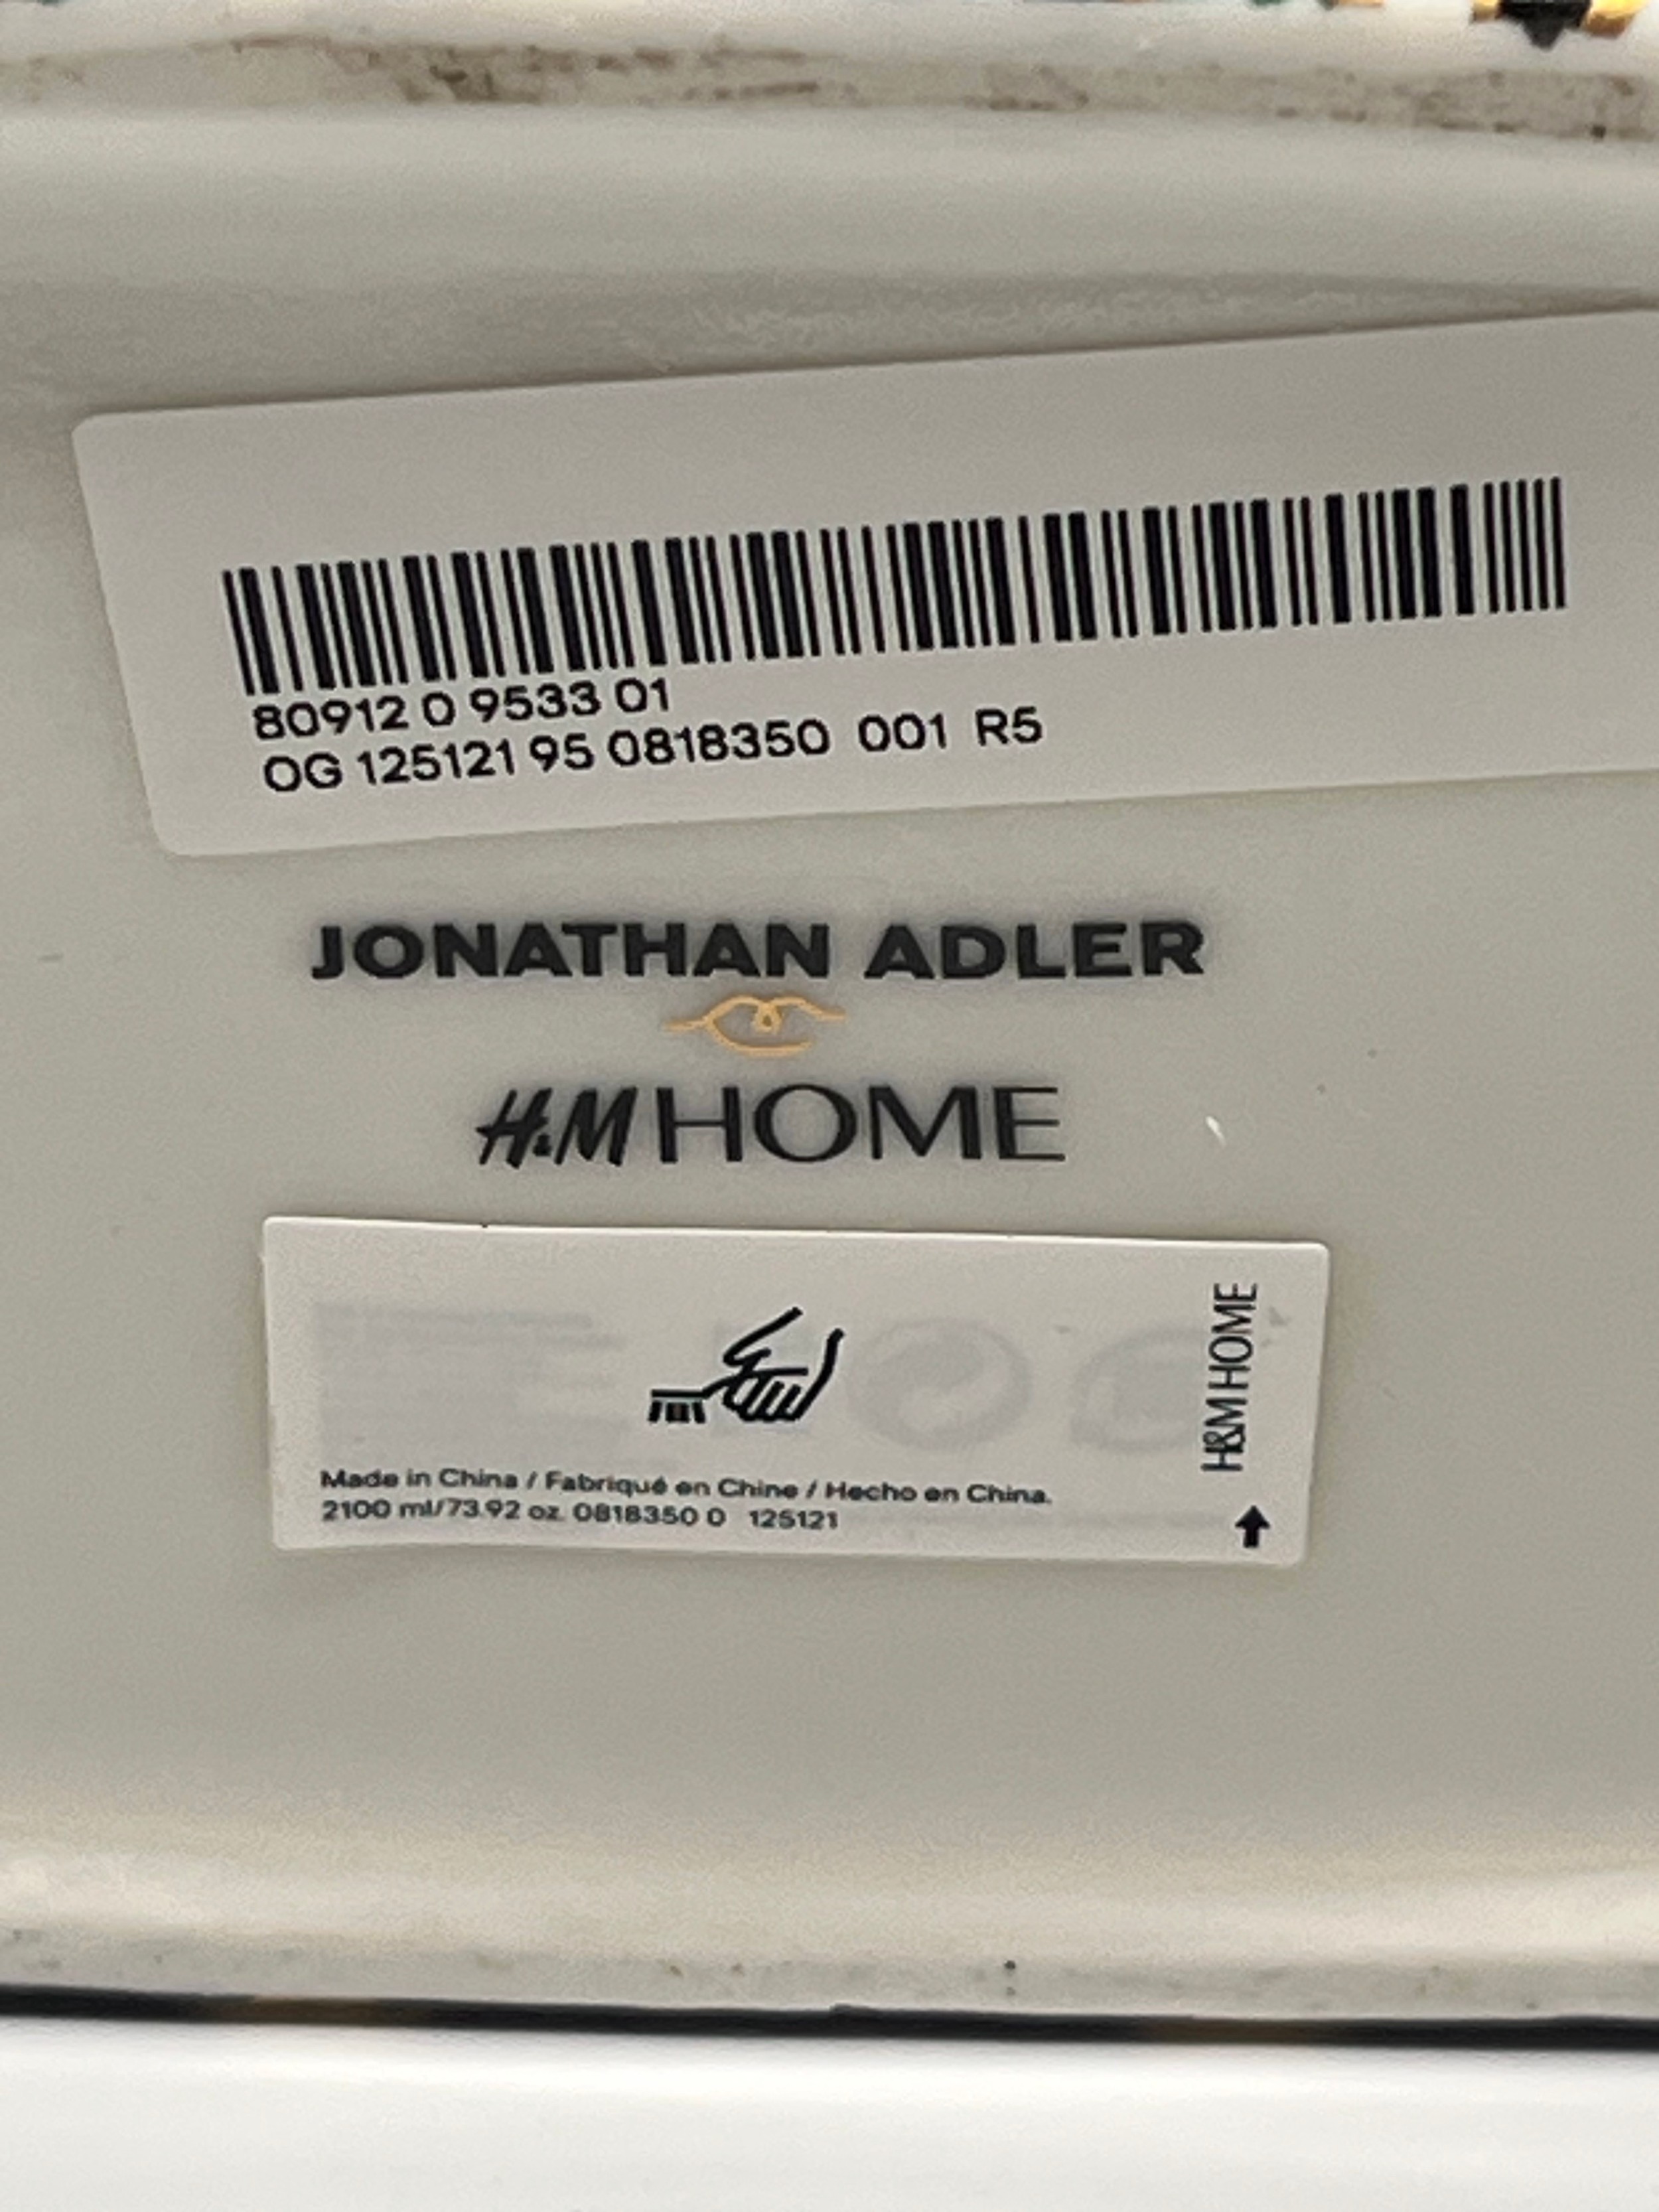 80912 0 9533 01
OG 125121 95 0818350 001 R5
JONATHAN ADLER
H&M HOME
H&M HOME
Made in China / Fabriqué en Chine / Hecho en China.
2100 ml/73.92 oz. 0818350 0 125121